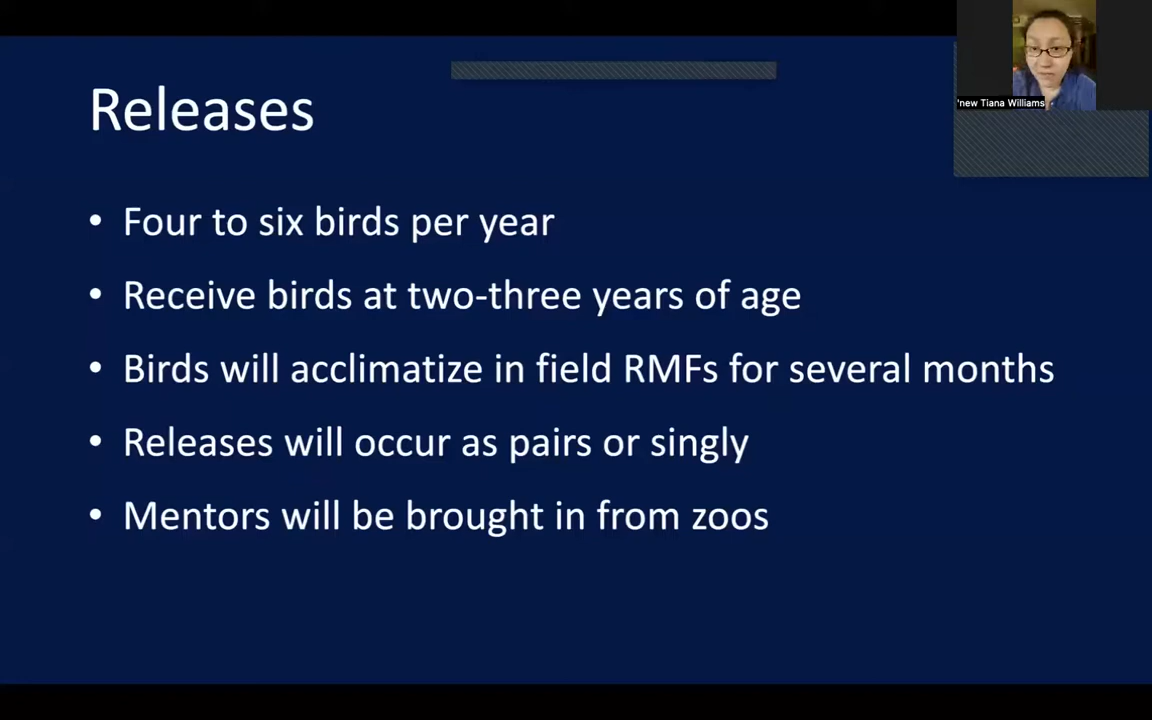 Releases
• Four to six birds per year
• Receive birds at two-three years of age
• Birds will acclimatize in field RMFs for several months
• Releases will occur as pairs or singly
• Mentors will be brought in from zoos
'new Tiana Williams